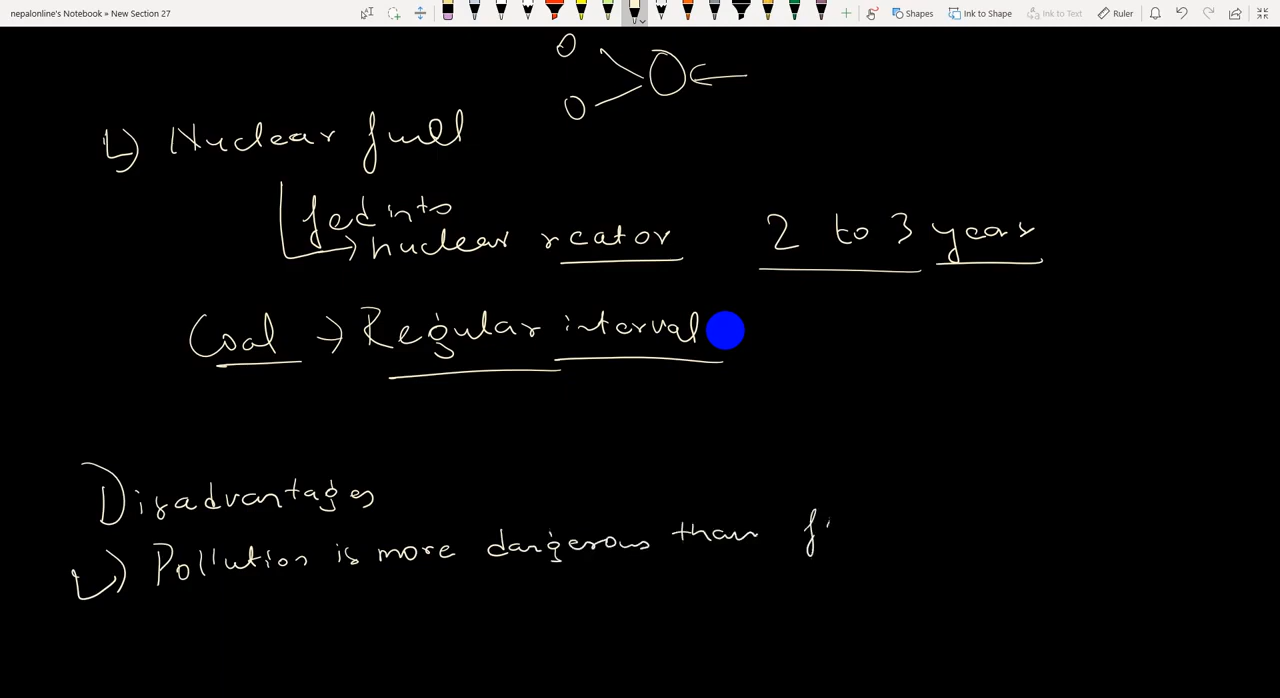 nepalonline's Notebook » New Section 27
Shapes Ink to Shape Ink to Text Ruler
Nuclear fuell
fed into
nuclear reator 2 to 3 years
Coal → Regular interval
Disadvantages
Pollution is more dangerous than